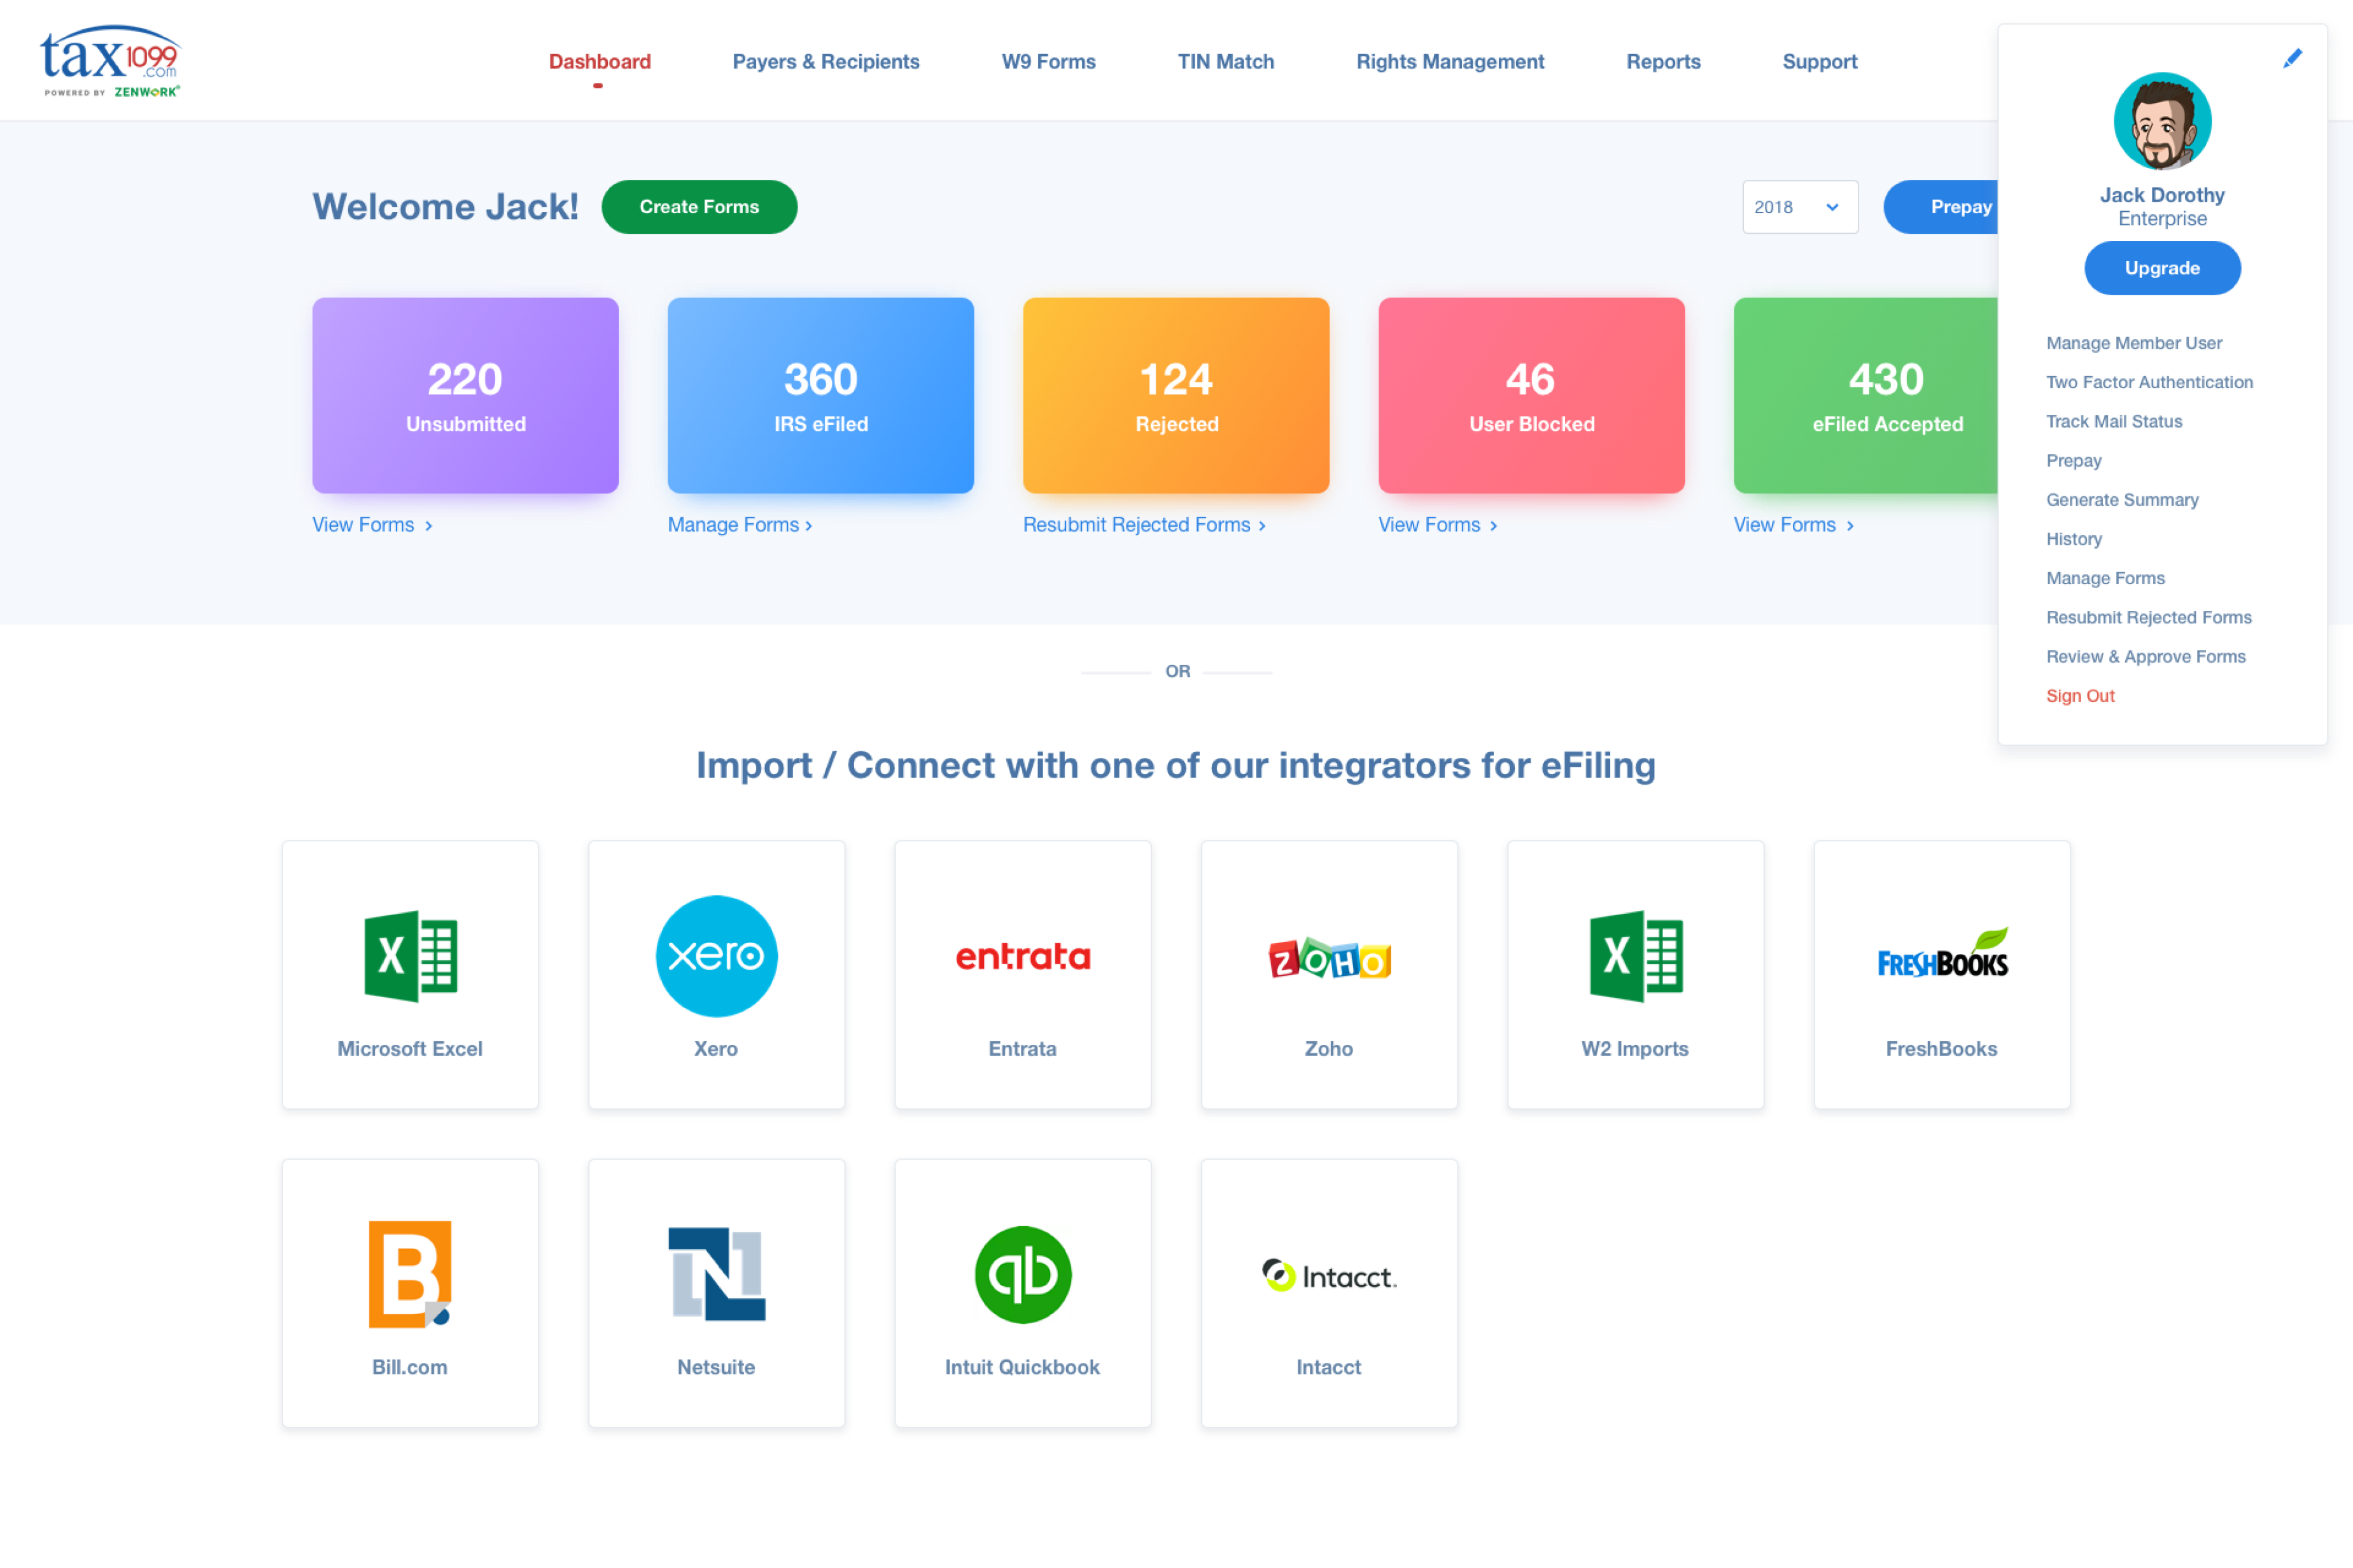 tax1099
.com
POWERED BY ZENWORK®
Dashboard
Payers & Recipients
W9 Forms
TIN Match
Rights Management
Reports
Support
Welcome Jack!
Create Forms
2018
Prepay
220
Unsubmitted
View Forms
360
IRS eFiled
Manage Forms
124
Rejected
Resubmit Rejected Forms
46
User Blocked
View Forms
430
eFiled Accepted
View Forms
Jack Dorothy
Enterprise
Upgrade
Manage Member User
Two Factor Authentication
Track Mail Status
Prepay
Generate Summary
History
Manage Forms
Resubmit Rejected Forms
Review & Approve Forms
Sign Out
OR
Import / Connect with one of our integrators for eFiling
X
Microsoft Excel
xero
Xero
entrata
Entrata
ZOHO
Zoho
X
W2 Imports
FRESHBOOKS
FreshBooks
B
Bill.com
N
Netsuite
qb
Intuit Quickbook
Intacct.
Intacct